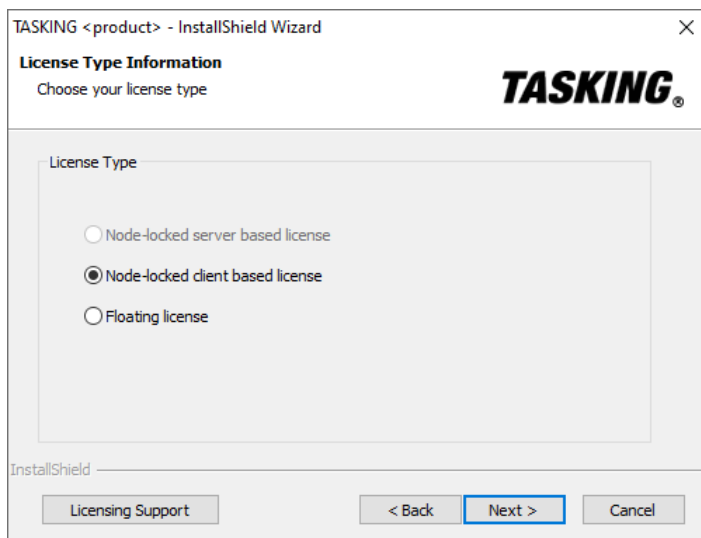 TASKING <product> - InstallShield Wizard
License Type Information
Choose your license type
TASKING®
License Type
Node-locked server based license
Node-locked client based license
Floating license
InstallShield
Licensing Support
< Back
Next >
Cancel